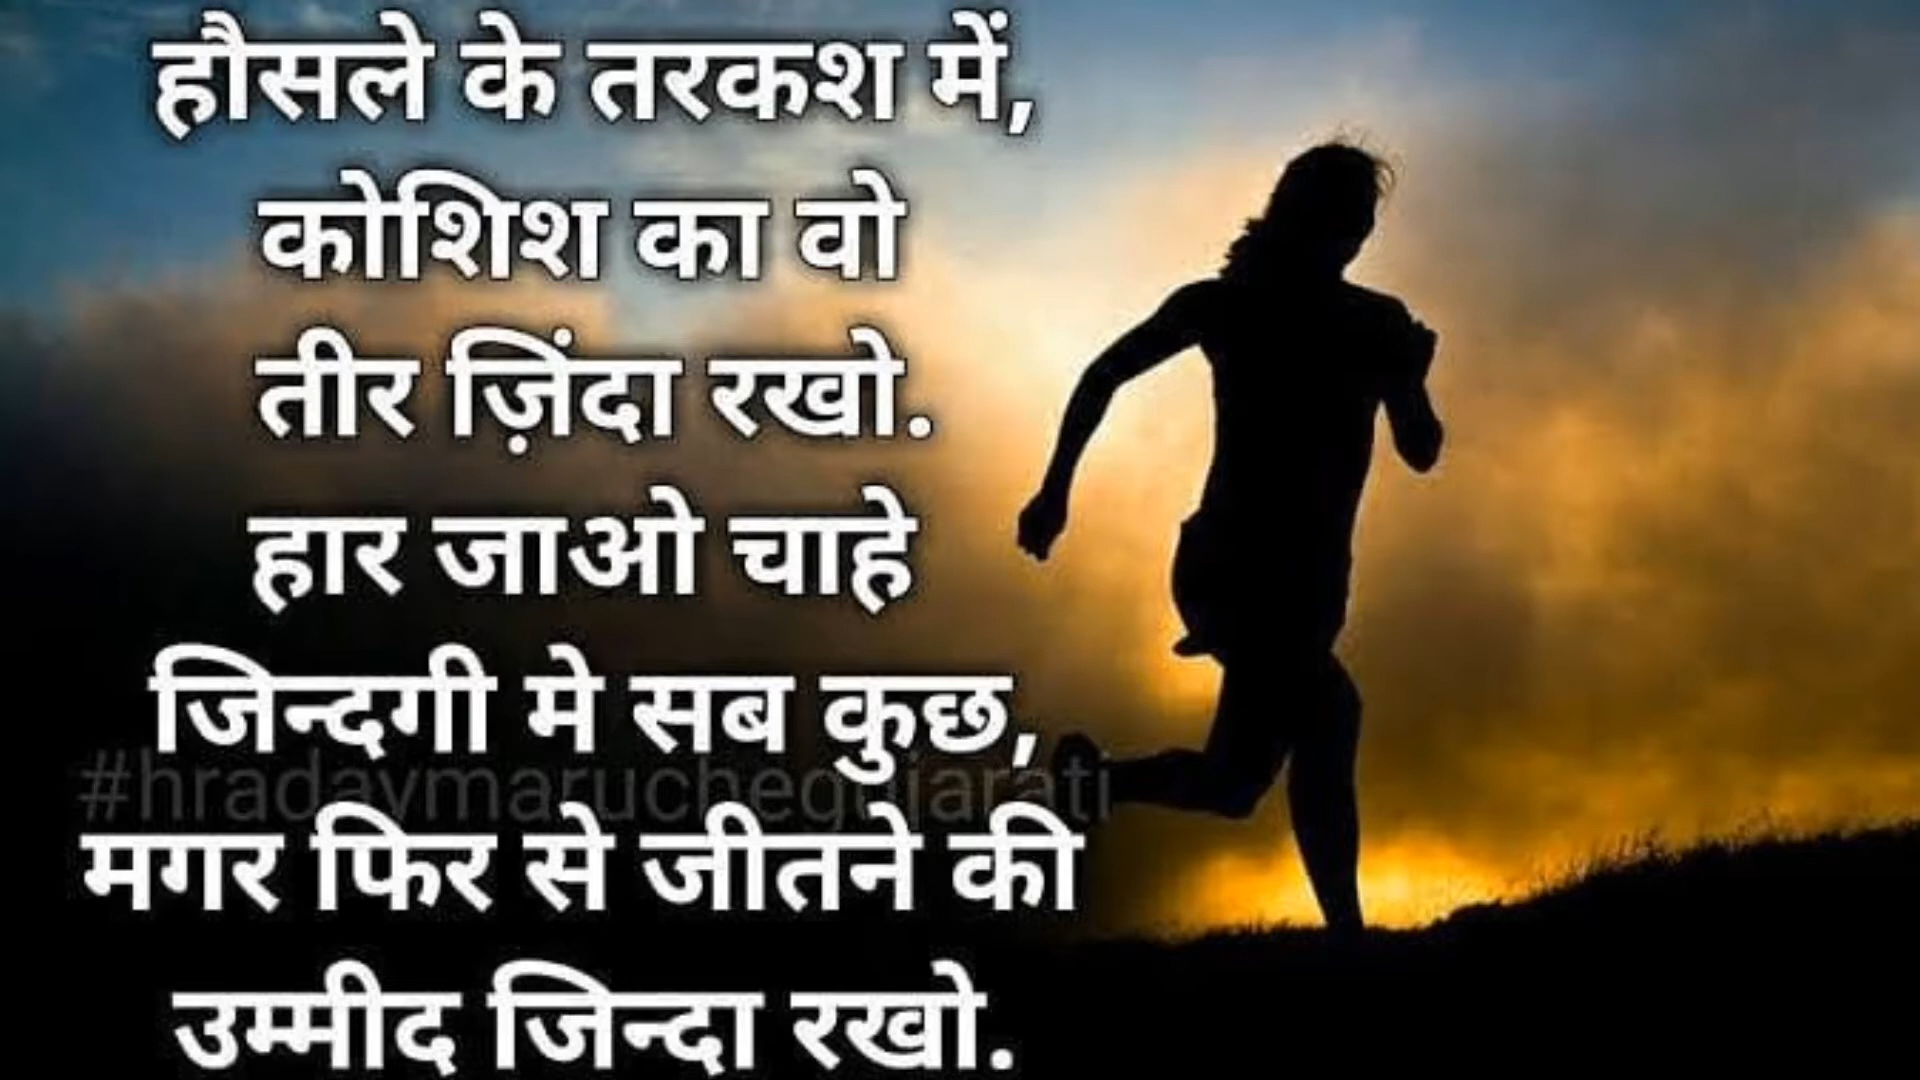 हौसले के तरकश में,
कोशिश का वो
तीर ज़िंदा रखो.
हार जाओ चाहे
जिन्दगी मे सब कुछ,
#hradaymaruchegujarati
मगर फिर से जीतने की
उम्मीद जिन्दा रखो.